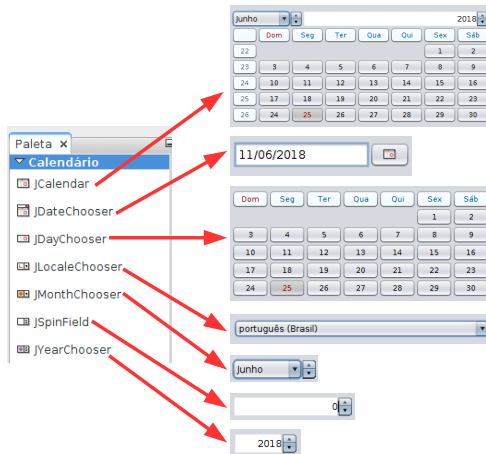 Paleta ×
Calendário
JCalendar
JDateChooser
JDayChooser
JLocaleChooser
JMonthChooser
JSpinField
JYearChooser
Junho 2018
Dom Seg Ter Qua Qui Sex Sáb
22 1 2
23 3 4 5 6 7 8 9
24 10 11 12 13 14 15 16
25 17 18 19 20 21 22 23
26 24 25 26 27 28 29 30
11/06/2018
Dom Seg Ter Qua Qui Sex Sáb
1 2
3 4 5 6 7 8 9
10 11 12 13 14 15 16
17 18 19 20 21 22 23
24 25 26 27 28 29 30
português (Brasil)
Junho
0
2018